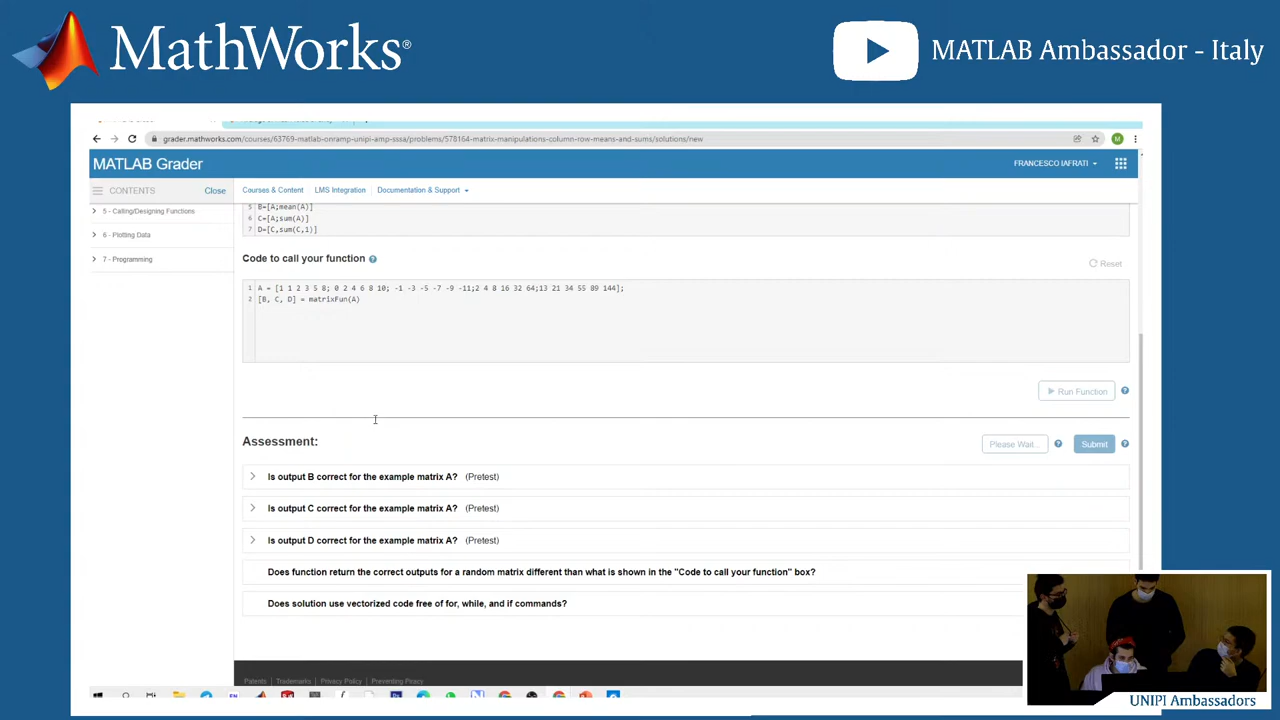 MathWorks®
MATLAB Ambassador - Italy
grader.mathworks.com/courses/63769-matlab-onramp-unipi-amp-sssa/problems/578164-matrix-manipulations-column-row-means-and-sums/solutions/new
M
MATLAB Grader
FRANCESCO IAFRATI
CONTENTS
Close
Courses & Content
LMS Integration
Documentation & Support
5 - Calling/Designing Functions
6 - Plotting Data
7 - Programming
5 B=[A;mean(A)]
6 C=[A;sum(A)]
7 D=[C,sum(C,1)]
Code to call your function
Reset
1 A = [1 1 2 3 5 8; 0 2 4 6 8 10; -1 -3 -5 -7 -9 -11;2 4 8 16 32 64;13 21 34 55 89 144];
2 [B, C, D] = matrixFun(A)
Run Function
Assessment:
Please Wait...
Submit
Is output B correct for the example matrix A? (Pretest)
Is output C correct for the example matrix A? (Pretest)
Is output D correct for the example matrix A? (Pretest)
Does function return the correct outputs for a random matrix different than what is shown in the "Code to call your function" box?
Does solution use vectorized code free of for, while, and if commands?
Patents
Trademarks
Privacy Policy
Preventing Piracy
EN
UNIPI Ambassadors